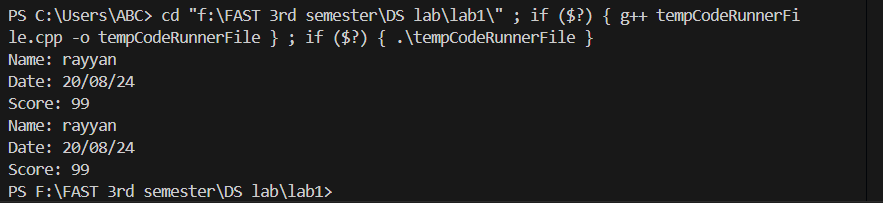 PS C:\Users\ABC> cd "f:\FAST 3rd semester\DS lab\lab1\" ; if ($?) { g++ tempCodeRunnerFi
le.cpp -o tempCodeRunnerFile } ; if ($?) { .\tempCodeRunnerFile }
Name: rayyan
Date: 20/08/24
Score: 99
Name: rayyan
Date: 20/08/24
Score: 99
PS F:\FAST 3rd semester\DS lab\lab1>